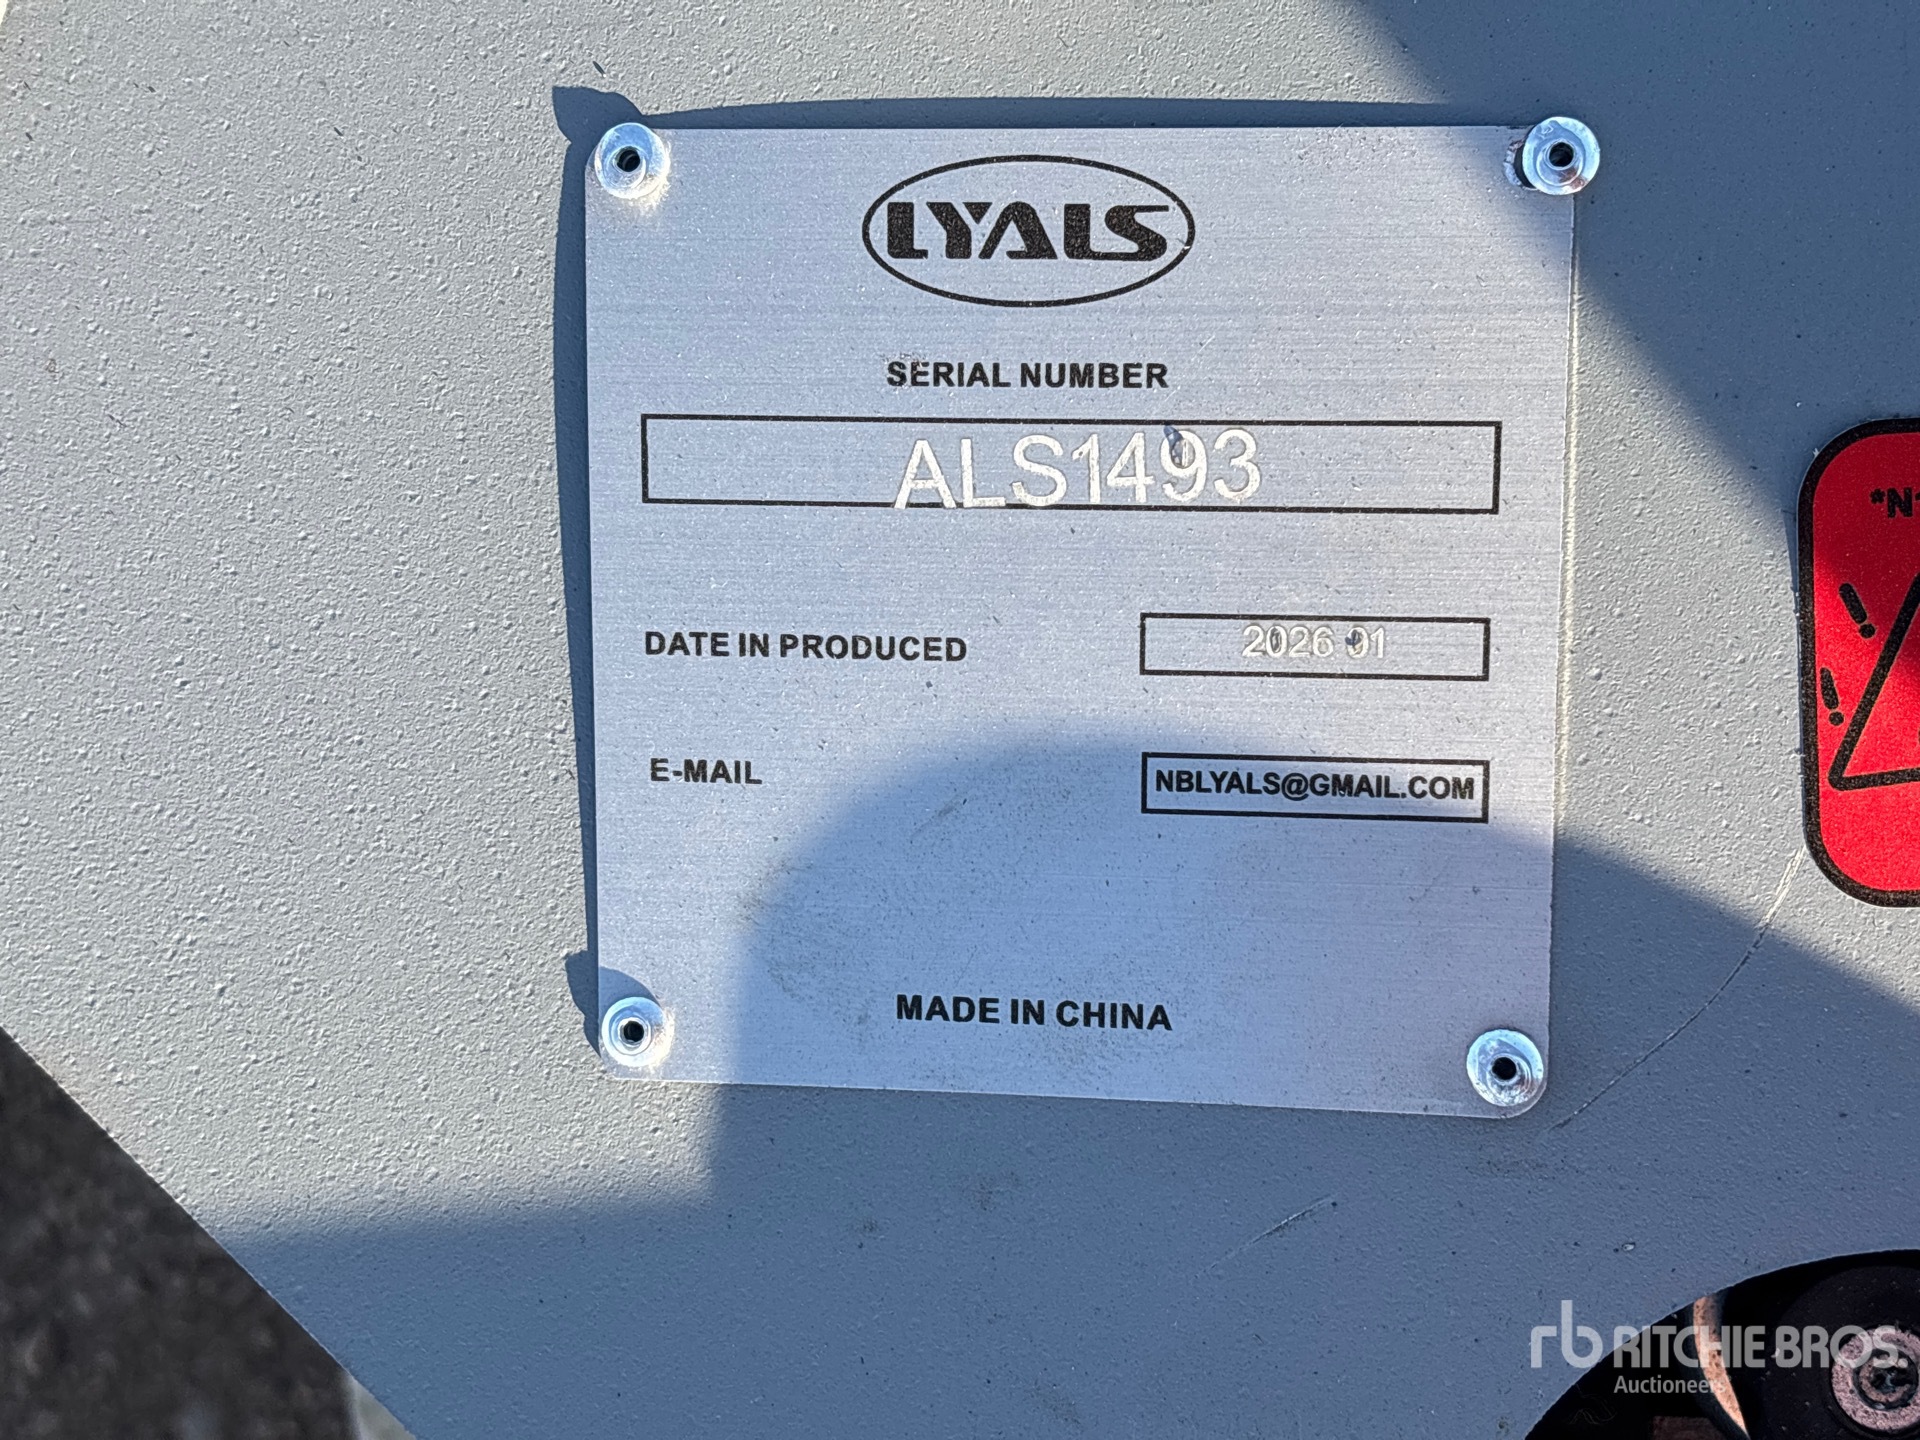 LYALS
SERIAL NUMBER
ALS1493
DATE IN PRODUCED 2026 01
E-MAIL NBLYALS@GMAIL.COM
MADE IN CHINA
rb RITCHIE BROS.
Auctioneers